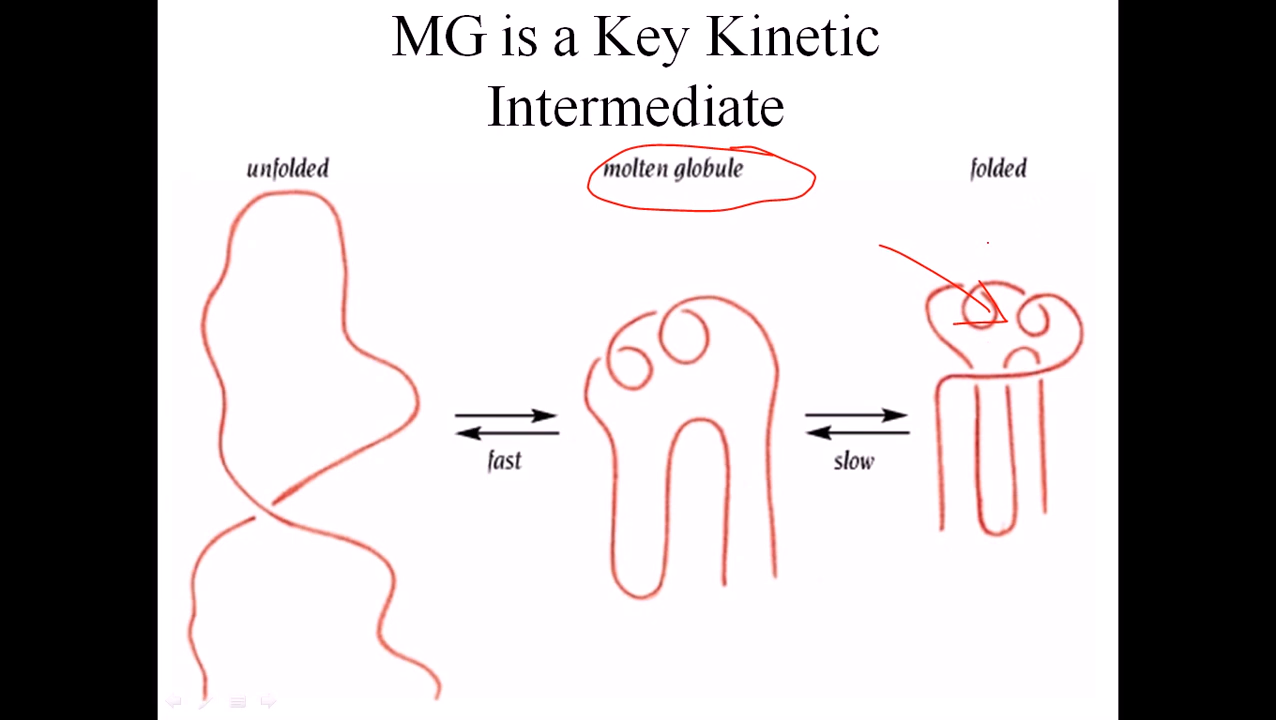 MG is a Key Kinetic
Intermediate
unfolded
molten globule
folded
fast
slow